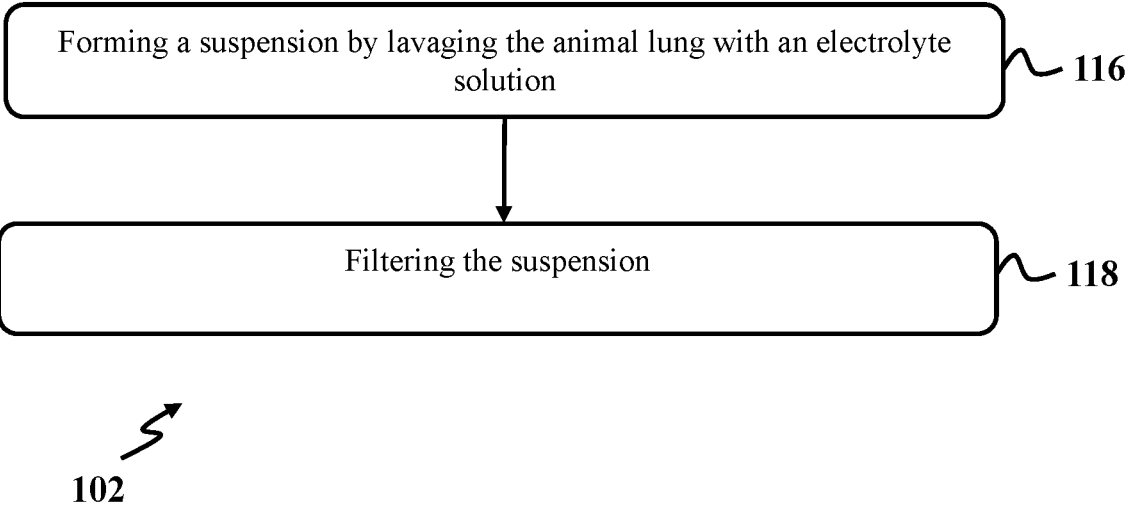 Forming a suspension by lavaging the animal lung with an electrolyte
solution
116
Filtering the suspension
118
102